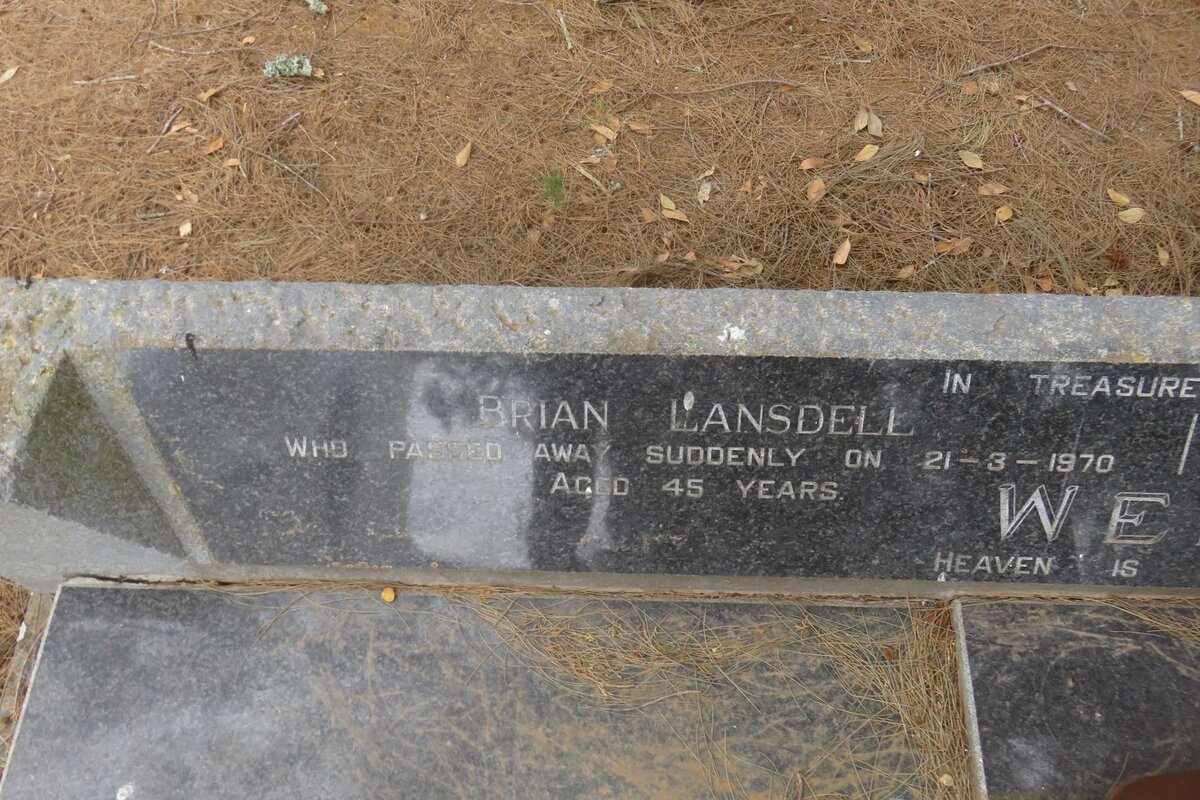 IN TREASURE
BRIAN LANSDELL
WHO PASSED AWAY SUDDENLY ON 21-3-1970
AGED 45 YEARS.
WE
HEAVEN IS